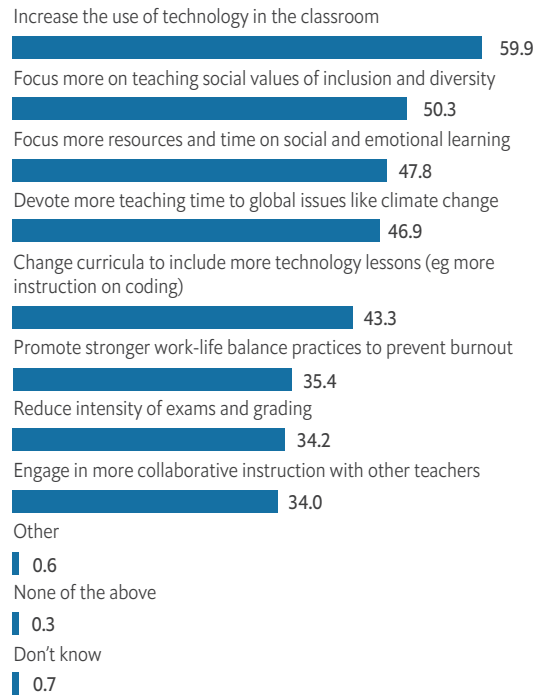 Increase the use of technology in the classroom
59.9
Focus more on teaching social values of inclusion and diversity
50.3
Focus more resources and time on social and emotional learning
47.8
Devote more teaching time to global issues like climate change
46.9
Change curricula to include more technology lessons (eg more
instruction on coding)
43.3
Promote stronger work-life balance practices to prevent burnout
35.4
Reduce intensity of exams and grading
34.2
Engage in more collaborative instruction with other teachers
34.0
Other
0.6
None of the above
0.3
Don’t know
0.7